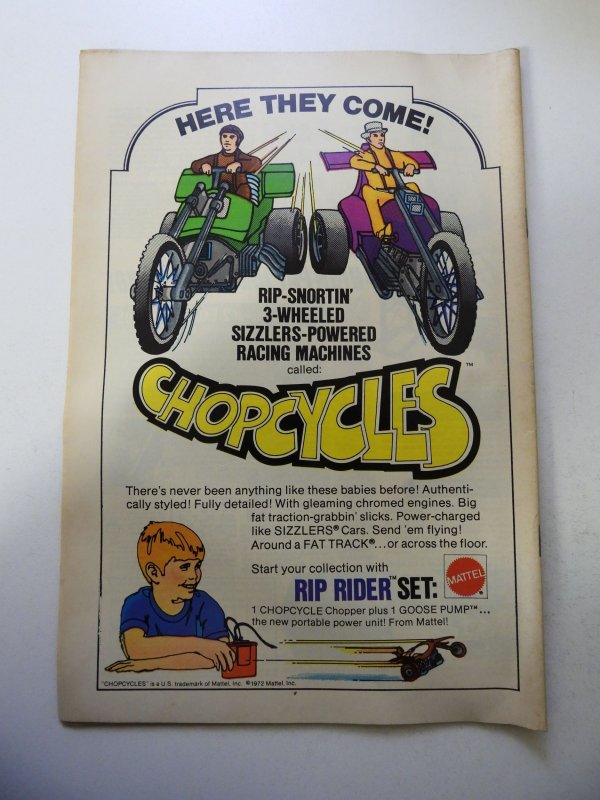 HERE THEY COME!
RIP-SNORTIN'
3-WHEELED
SIZZLERS-POWERED
RACING MACHINES
called:
CHOPCYCLES™
There's never been anything like these babies before! Authenti-
cally styled! Fully detailed! With gleaming chromed engines. Big
fat traction-grabbin' slicks. Power-charged
like SIZZLERS® Cars. Send 'em flying!
Around a FAT TRACK®...or across the floor.
Start your collection with
RIP RIDER™ SET:
MATTEL®
1 CHOPCYCLE Chopper plus 1 GOOSE PUMP™...
the new portable power unit! From Mattel!
"CHOPCYCLES" is a U.S. trademark of Mattel, Inc. ©1972 Mattel, Inc.